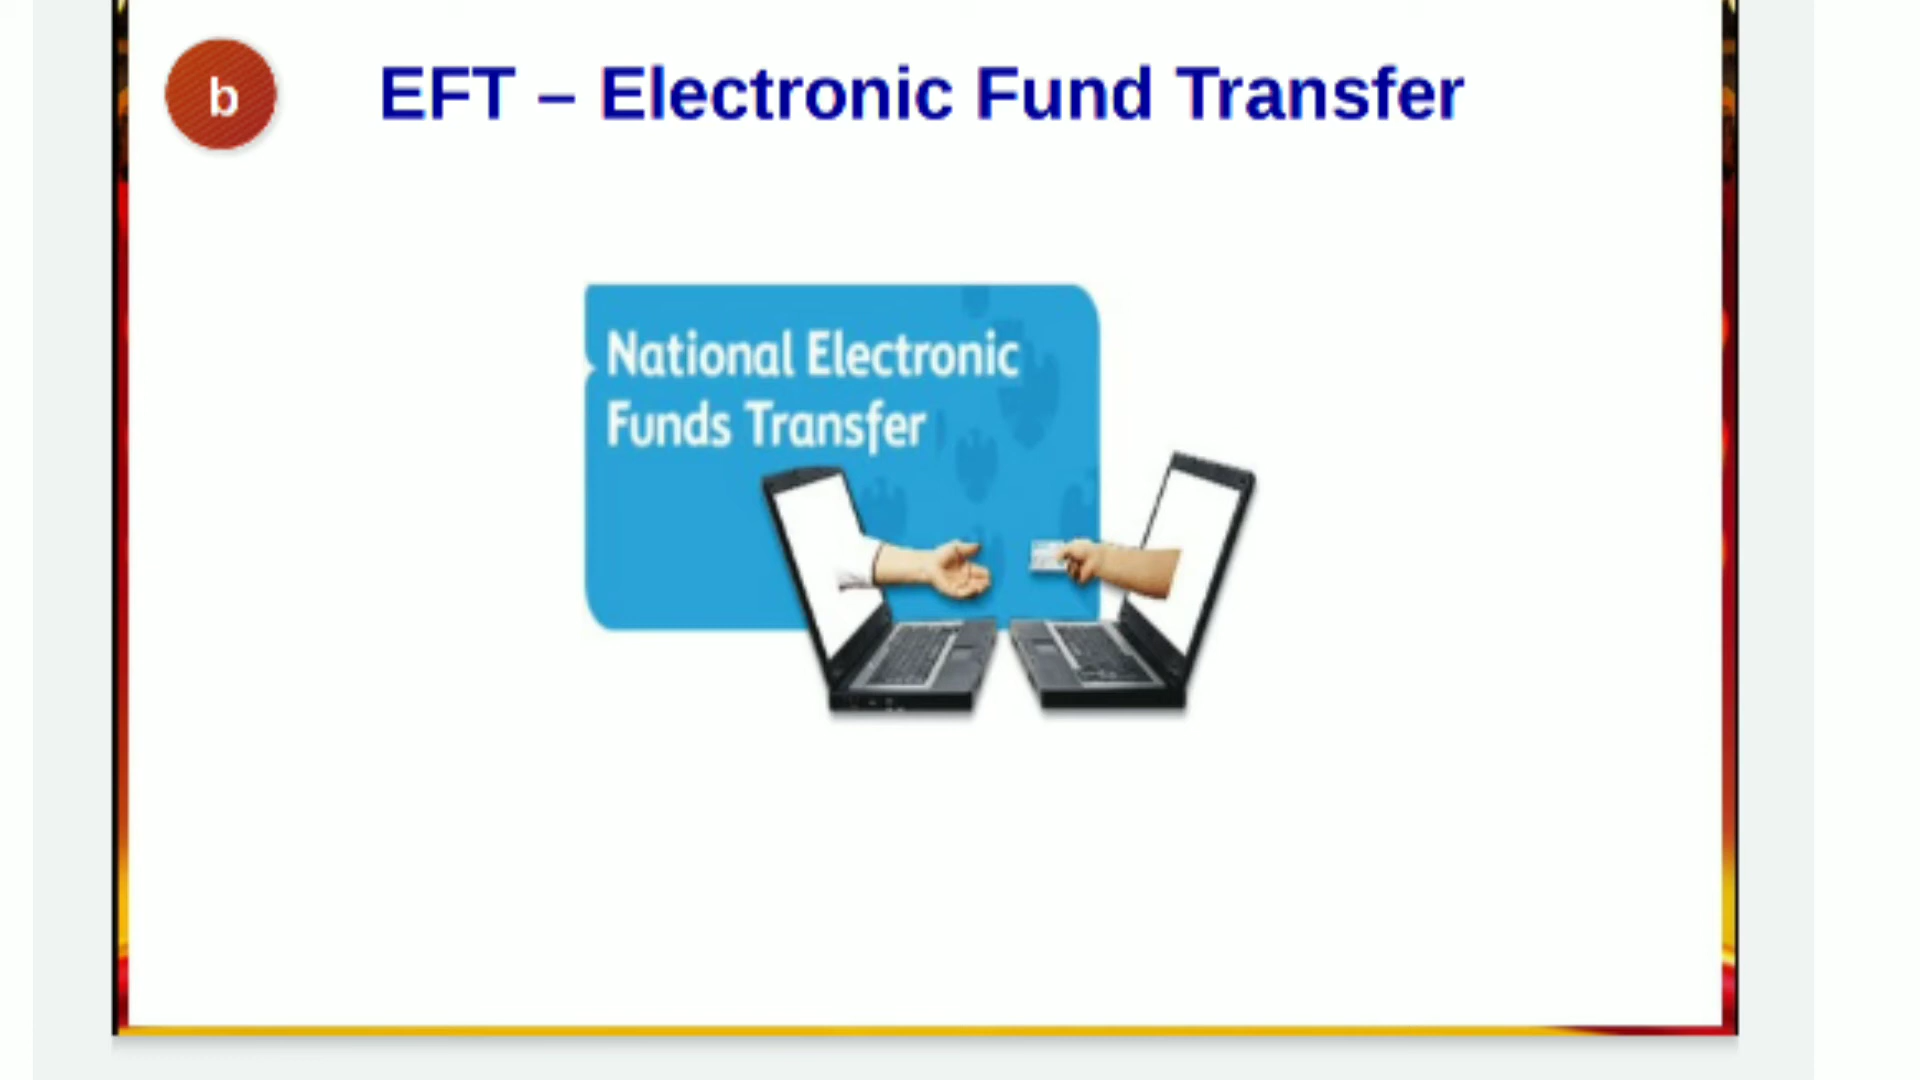 b
EFT – Electronic Fund Transfer
National Electronic
Funds Transfer